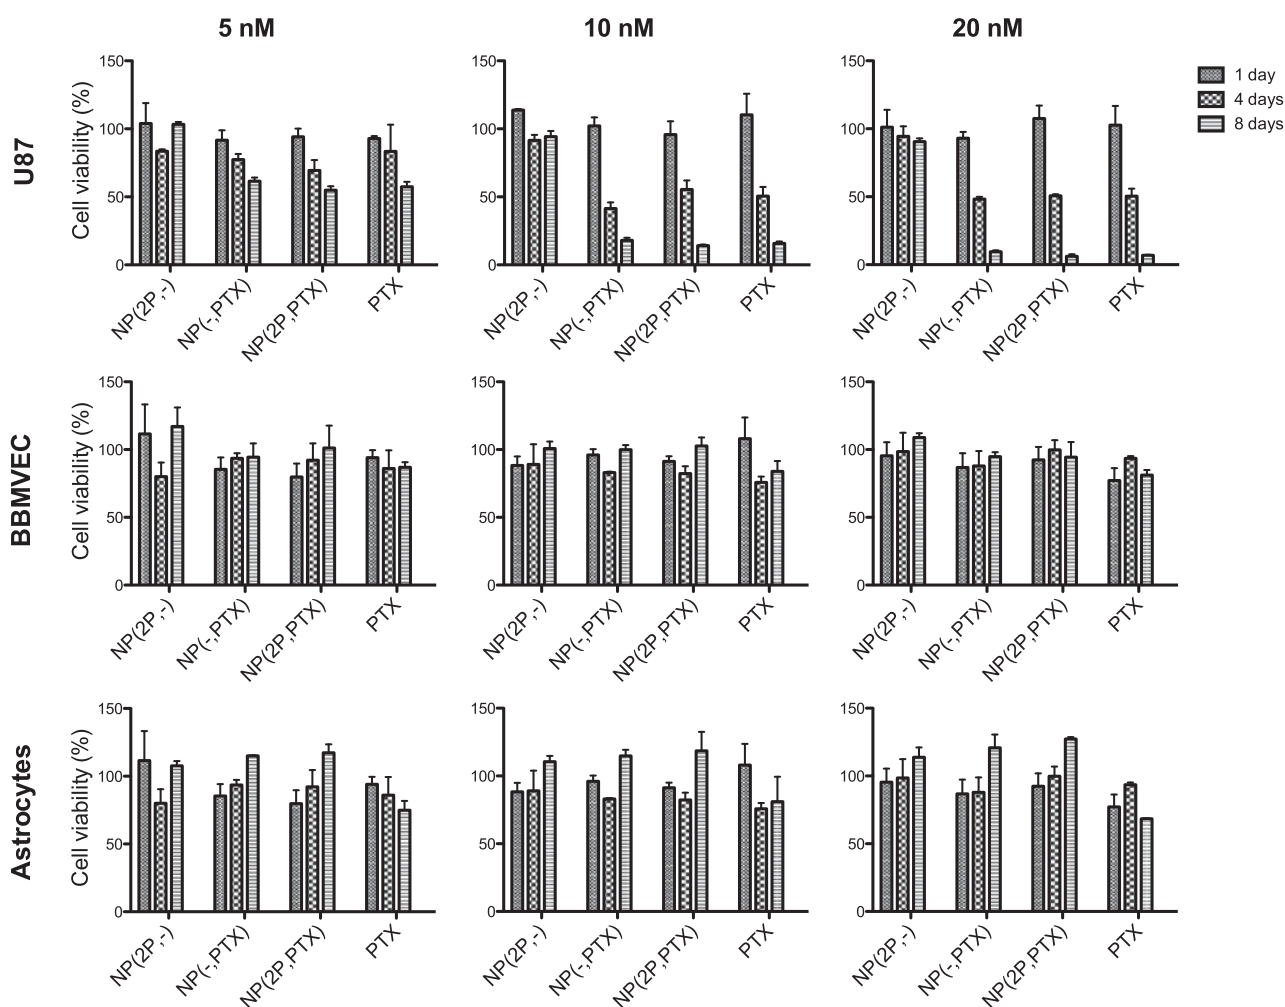 5 nM
10 nM
20 nM
1 day
4 days
8 days
U87
Cell viability (%)
150
100
50
0
NP(2P,-)
NP(-,PTX)
NP(2P,PTX)
PTX
150
100
50
0
NP(2P,-)
NP(-,PTX)
NP(2P,PTX)
PTX
150
100
50
0
NP(2P,-)
NP(-,PTX)
NP(2P,PTX)
PTX
BBMVEC
Cell viability (%)
150
100
50
0
NP(2P,-)
NP(-,PTX)
NP(2P,PTX)
PTX
150
100
50
0
NP(2P,-)
NP(-,PTX)
NP(2P,PTX)
PTX
150
100
50
0
NP(2P,-)
NP(-,PTX)
NP(2P,PTX)
PTX
Astrocytes
Cell viability (%)
150
100
50
0
NP(2P,-)
NP(-,PTX)
NP(2P,PTX)
PTX
150
100
50
0
NP(2P,-)
NP(-,PTX)
NP(2P,PTX)
PTX
150
100
50
0
NP(2P,-)
NP(-,PTX)
NP(2P,PTX)
PTX